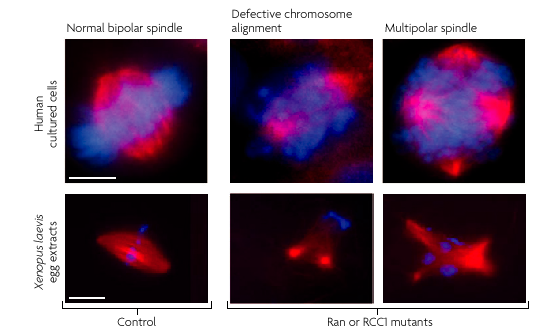 Normal bipolar spindle
Defective chromosome
alignment
Multipolar spindle
Human
cultured cells
Xenopus laevis
egg extracts
Control
Ran or RCC1 mutants